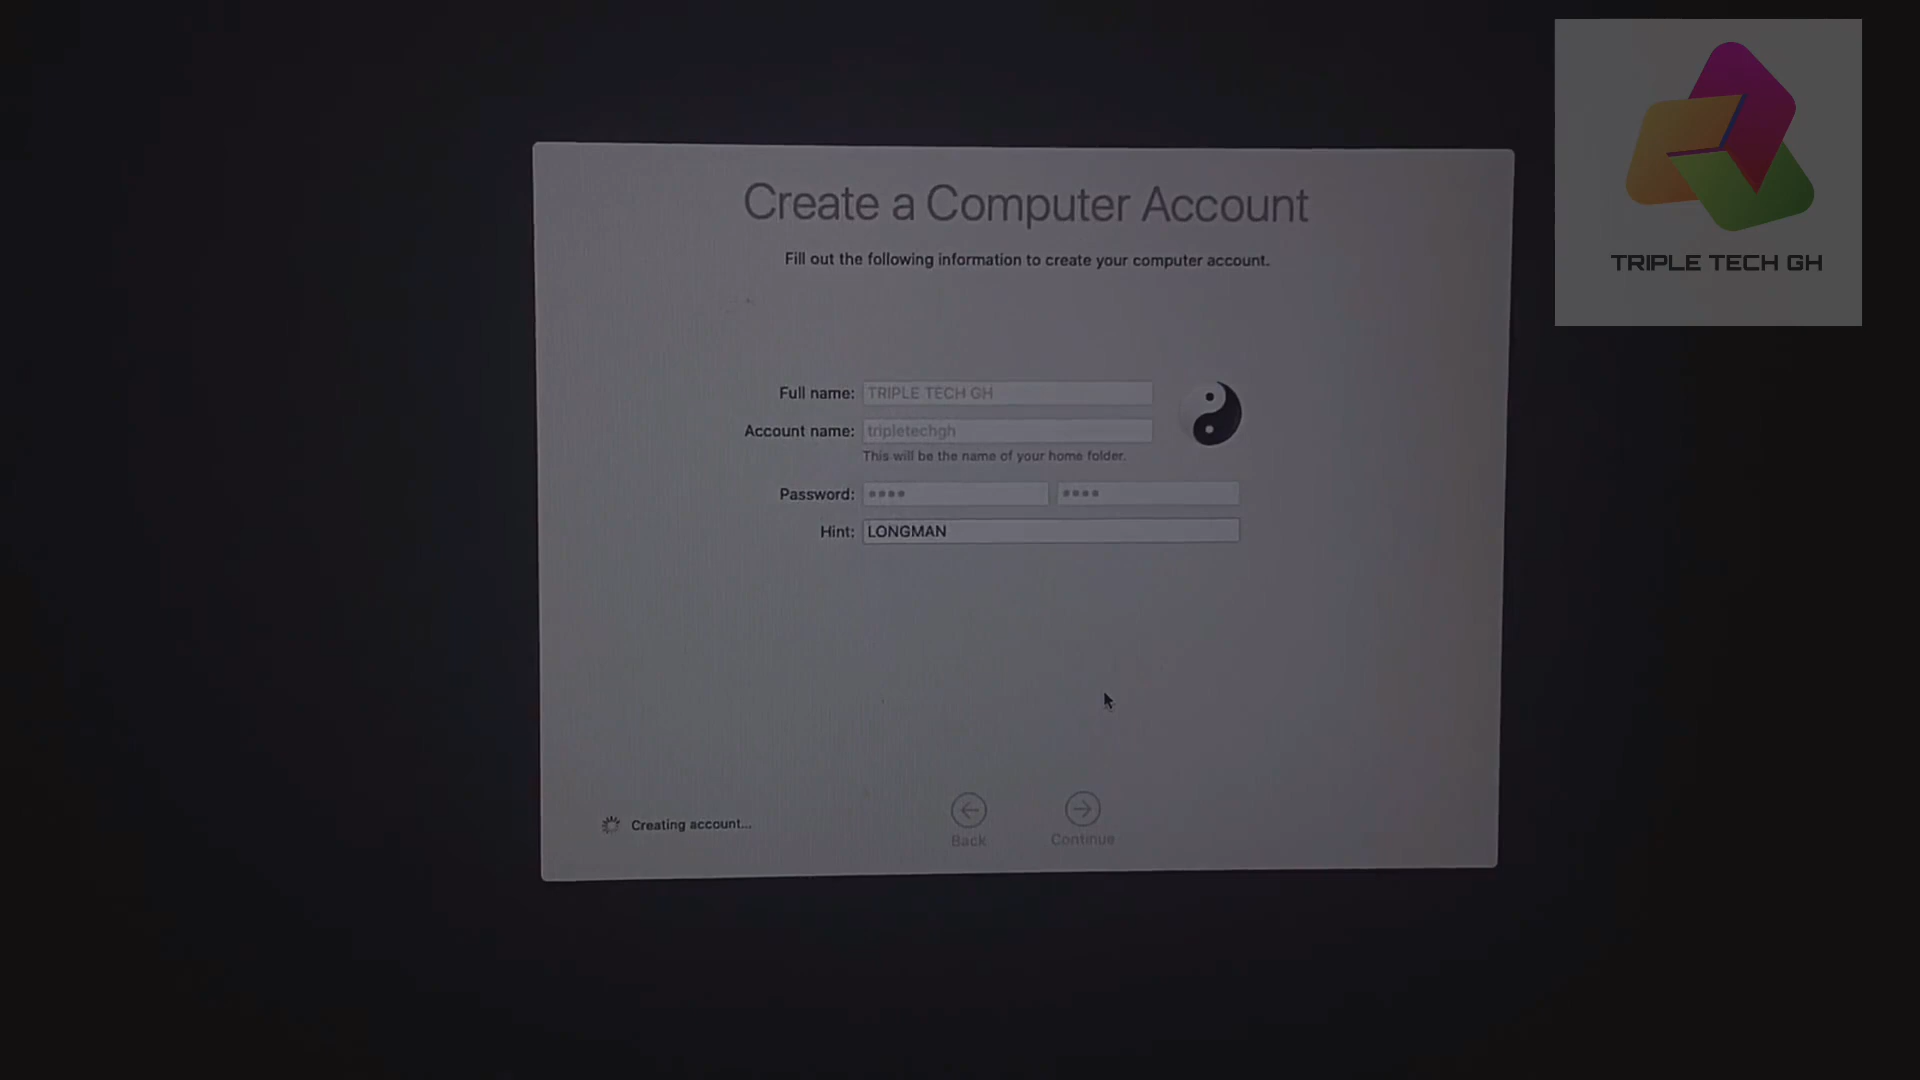 TRIPLE TECH GH
Create a Computer Account
Fill out the following information to create your computer account.
Full name: TRIPLE TECH GH
Account name: tripletechgh
This will be the name of your home folder.
Password: •••• ••••
Hint: LONGMAN
Creating account...
Back
Continue